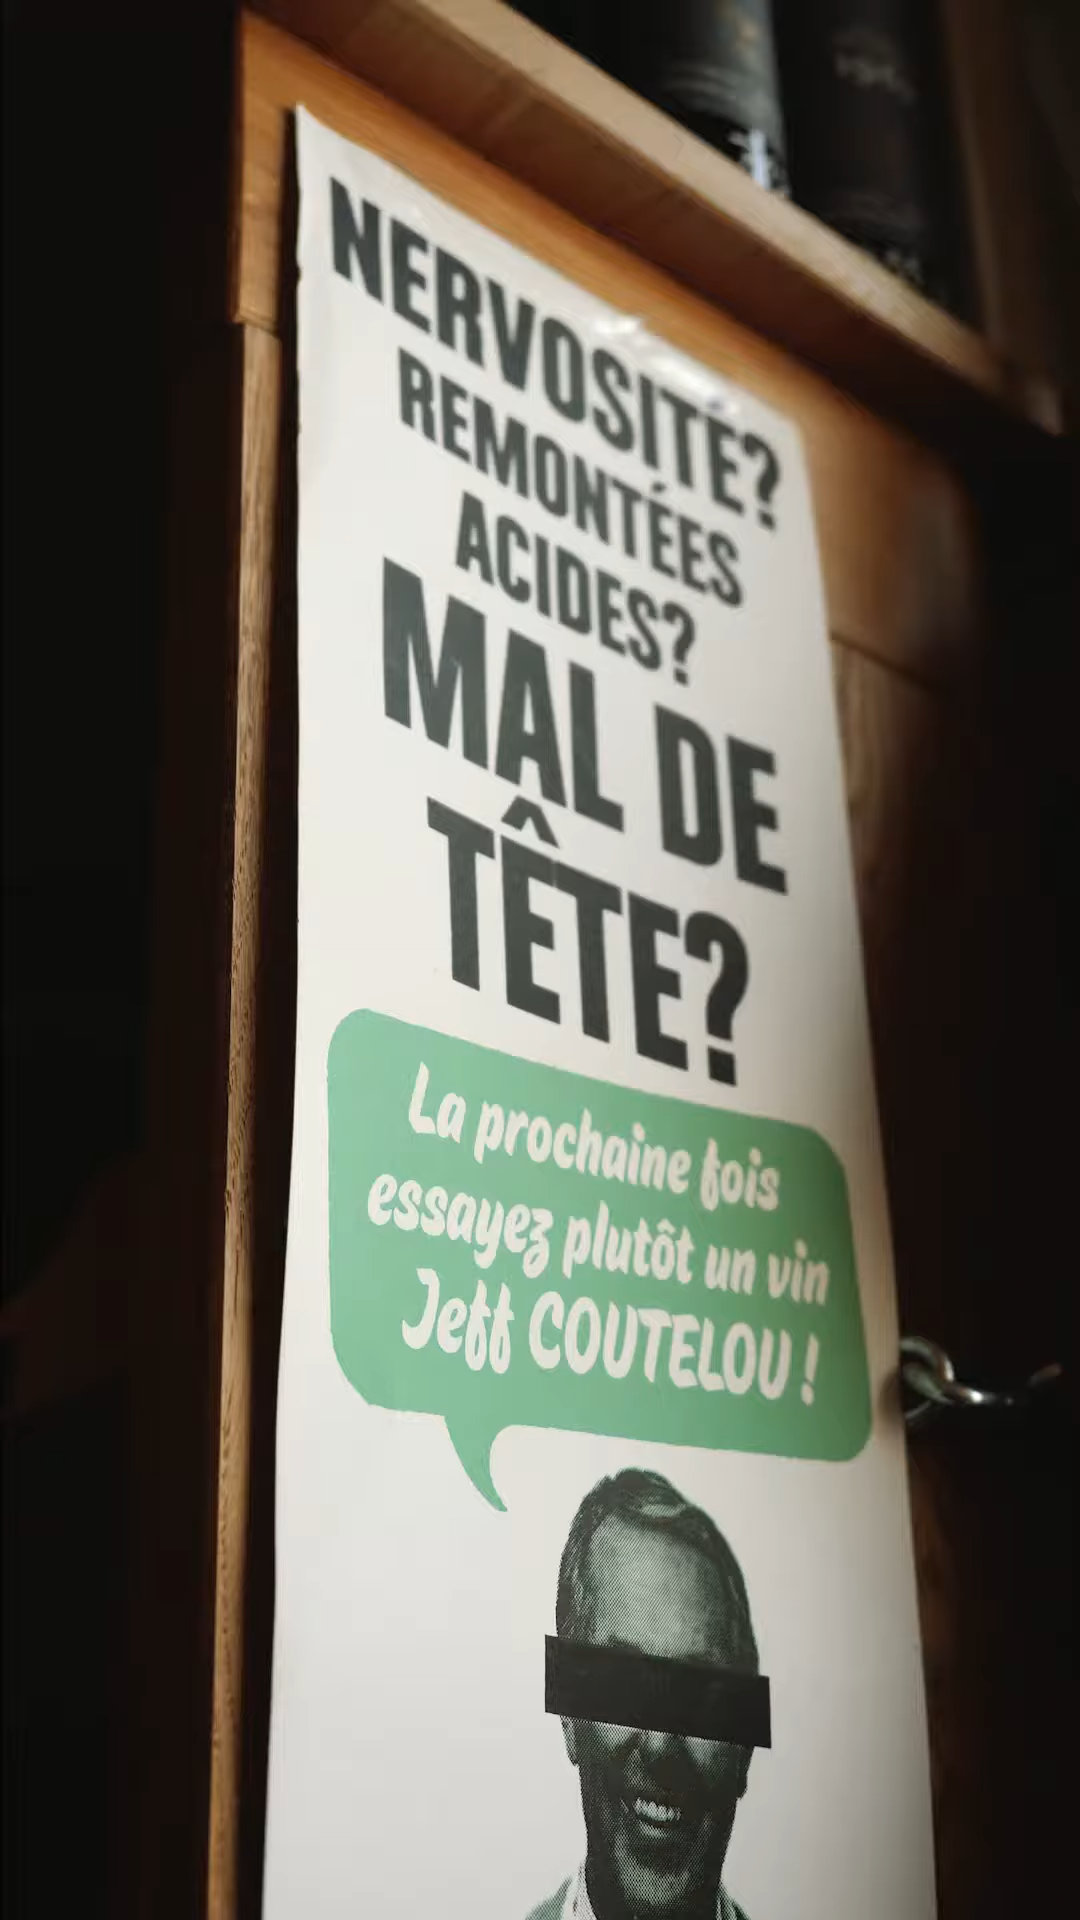 NERVOSITÉ?
REMONTÉES
ACIDES?
MAL DE
TÊTE?
La prochaine fois
essayez plutôt un vin
Jeff COUTELOU !